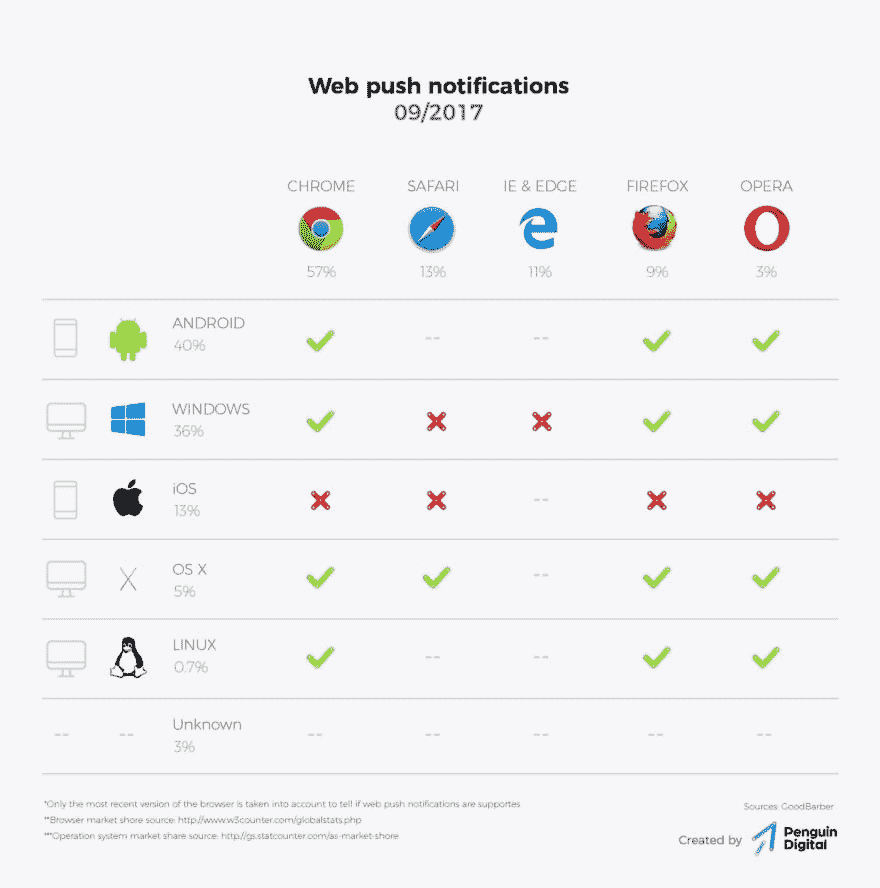 Web push notifications
09/2017
CHROME SAFARI IE & EDGE FIREFOX OPERA
57% 13% 11% 9% 3%
ANDROID
40%
-- --
WINDOWS
36%
iOS
13%
--
X
OS X
5%
--
LINUX
0.7%
-- --
Unknown
3%
-- -- -- -- -- -- --
*Only the most recent version of the browser is taken into account to tell if web push notifications are supportes
**Browser market shore source: http://www.w3counter.com/globalstats.php
***Operation system market share source: http://gs.statcounter.com/as-market-shore
Sources: GoodBarber
Created by
Penguin
Digital